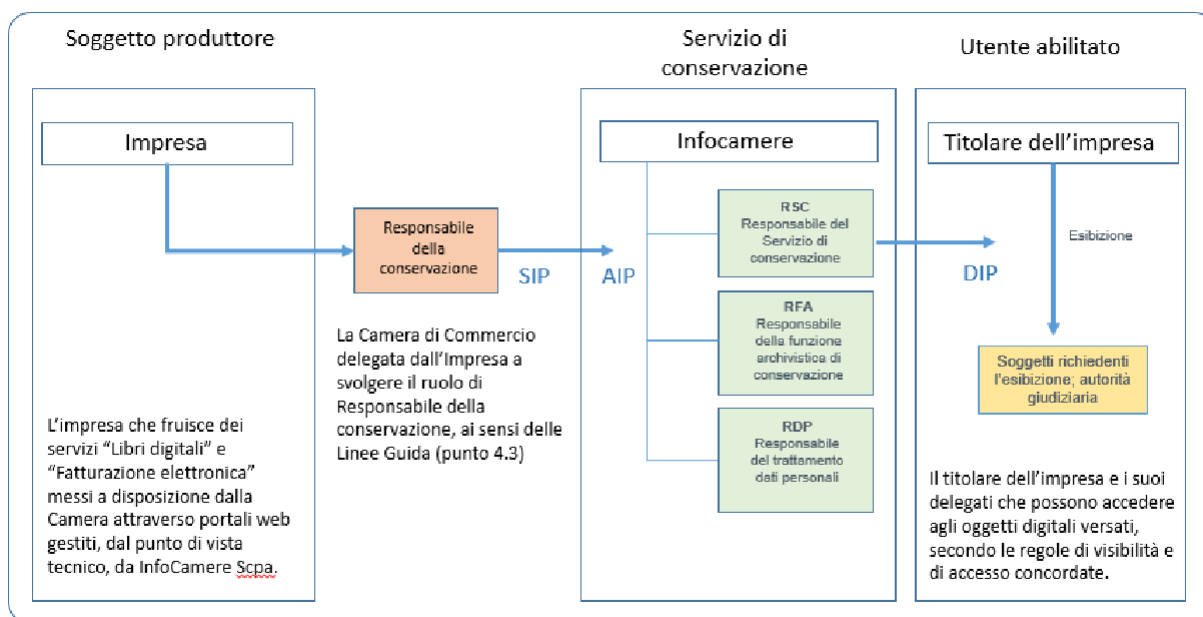 Soggetto produttore
Servizio di
conservazione
Utente abilitato
Impresa
L'impresa che fruisce dei
servizi "Libri digitali" e
"Fatturazione elettronica"
messi a disposizione dalla
Camera attraverso portali web
gestiti, dal punto di vista
tecnico, da InfoCamere Scpa.
Responsabile
della
conservazione
SIP
La Camera di Commercio
delegata dall'Impresa a
svolgere il ruolo di
Responsabile della
conservazione, ai sensi delle
Linee Guida (punto 4.3)
Infocamere
AIP
RSC
Responsabile del
Servizio di
conservazione
RFA
Responsabile
della funzione
archivistica di
conservazione
RDP
Responsabile
del trattamento
dati personali
Titolare dell'impresa
Esibizione
DIP
Soggetti richiedenti
l'esibizione; autorità
giudiziaria
Il titolare dell'impresa e i suoi
delegati che possono accedere
agli oggetti digitali versati,
secondo le regole di visibilità e
di accesso concordate.